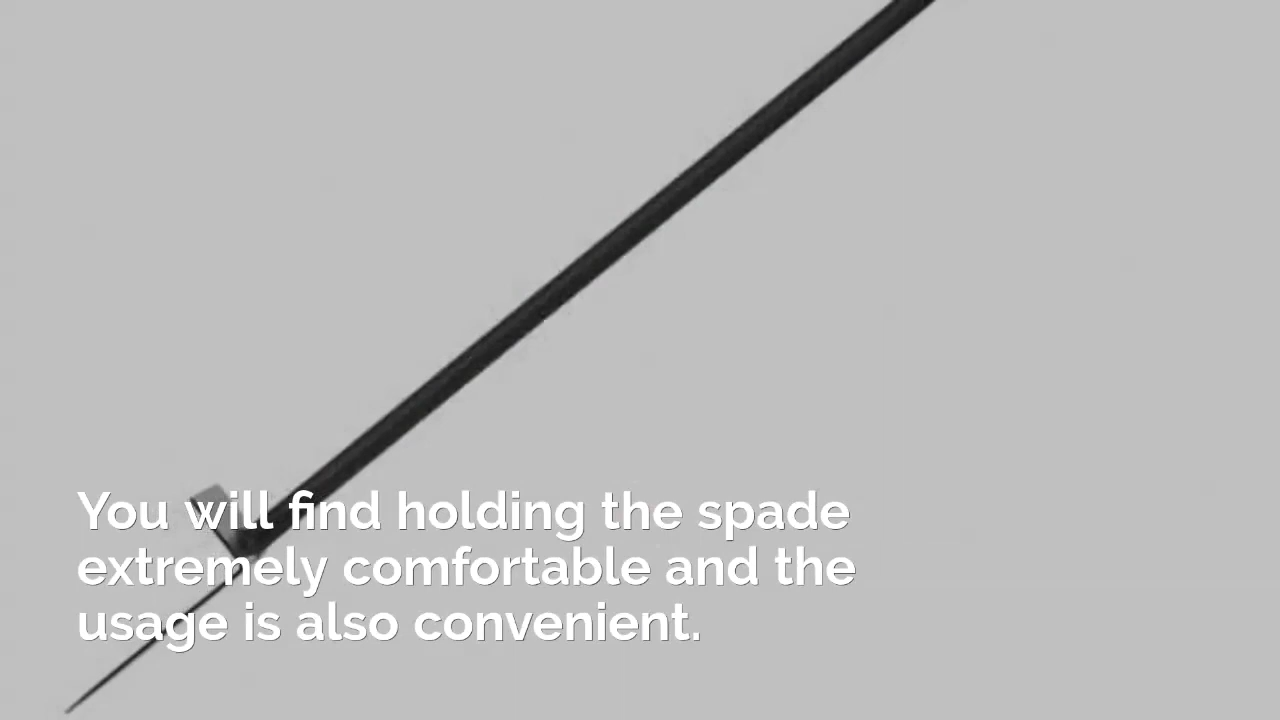 You will find holding the spade
extremely comfortable and the
usage is also convenient.